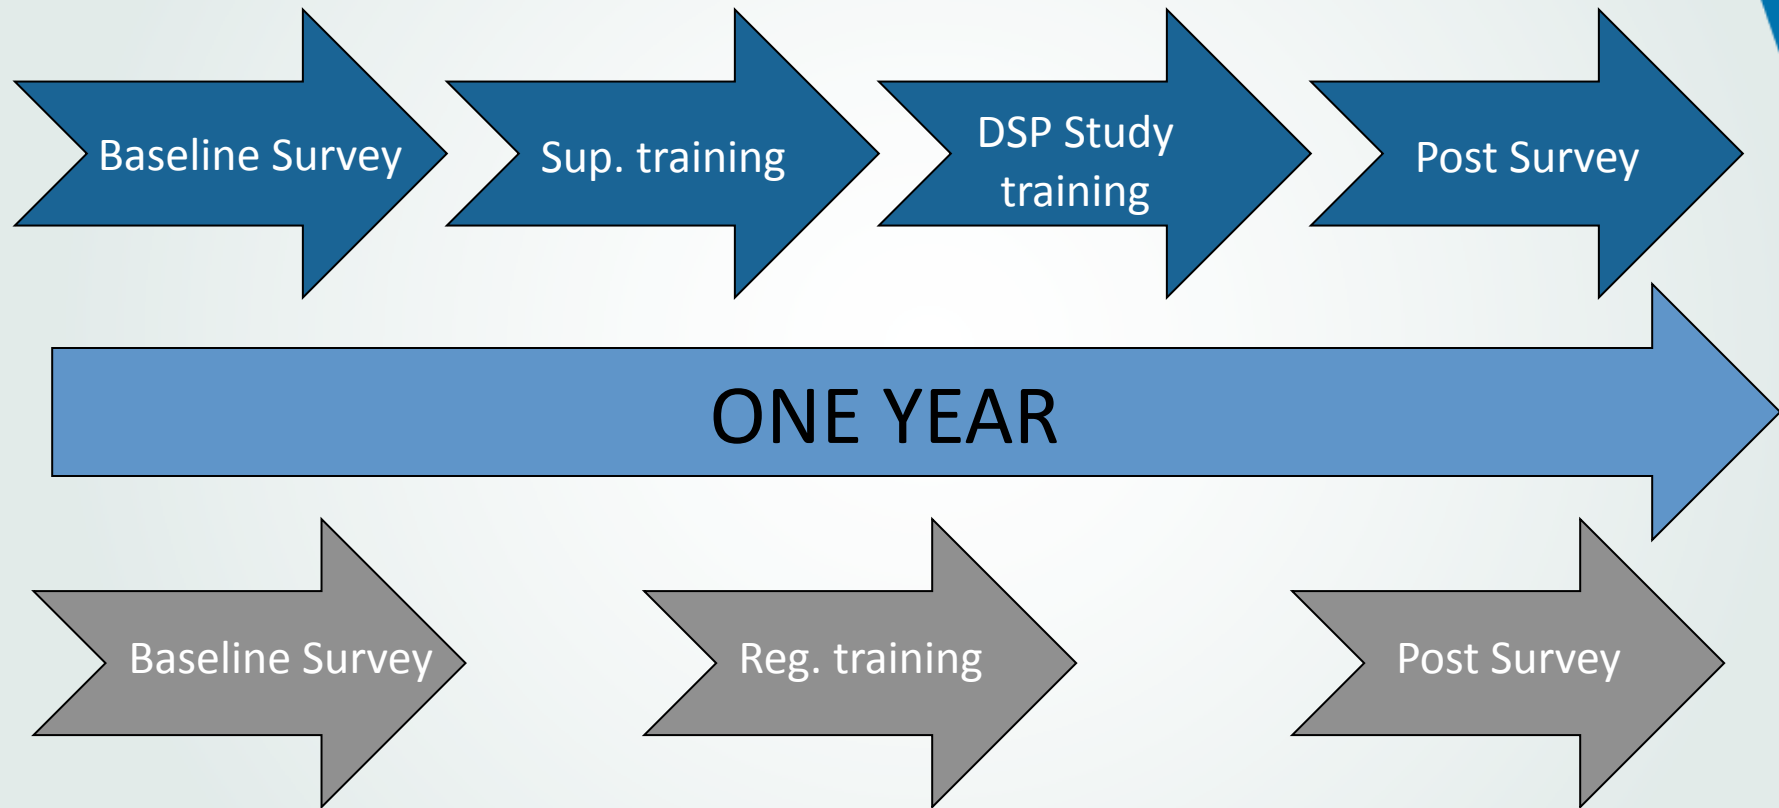 Baseline Survey
Sup. training
DSP Study
training
Post Survey
ONE YEAR
Baseline Survey
Reg. training
Post Survey